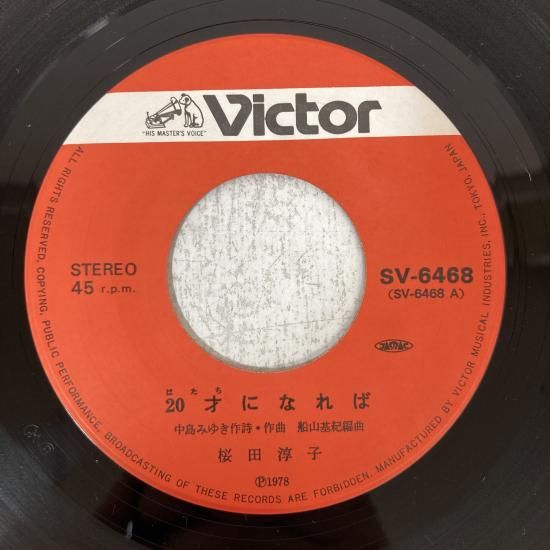 Victor
"HIS MASTER'S VOICE"
ALL RIGHTS RESERVED. COPYING, PUBLIC PERFORMANCE, BROADCASTING OF THESE RECORDS ARE FORBIDDEN. MANUFACTURED BY VICTOR MUSICAL INDUSTRIES, INC., TOKYO, JAPAN
STEREO
45 r.p.m.
SV-6468
(SV-6468 A)
JASRAC
はたち
20才になれば
中島みゆき作詩・作曲 船山基紀編曲
桜田淳子
Ⓟ1978